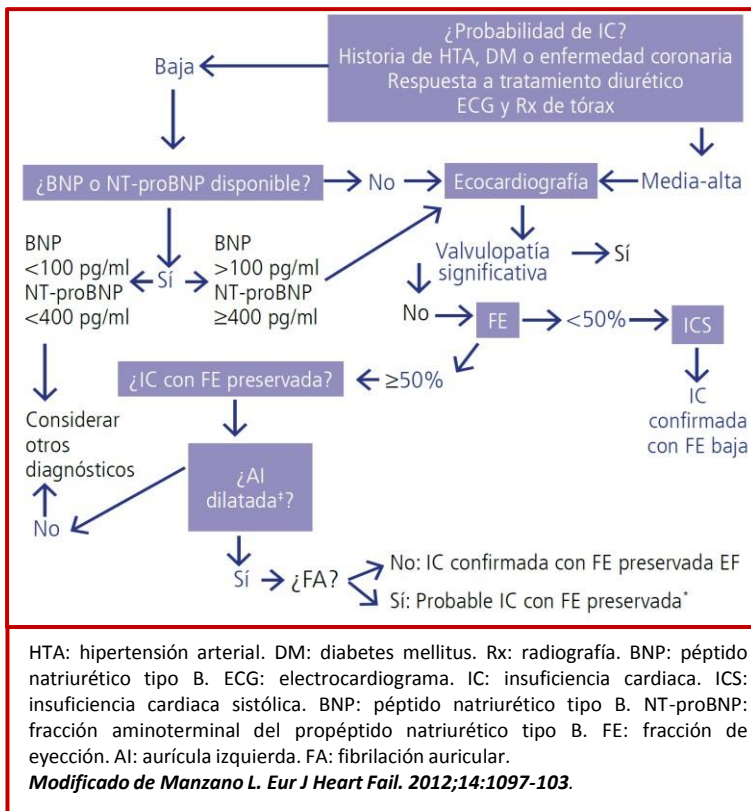 ¿Probabilidad de IC?
Historia de HTA, DM o enfermedad coronaria
Respuesta a tratamiento diurético
ECG y Rx de tórax
Baja
Media-alta
¿BNP o NT-proBNP disponible?
No
Ecocardiografía
BNP
<100 pg/ml
NT-proBNP
<400 pg/ml
Sí
BNP
>100 pg/ml
NT-proBNP
≥400 pg/ml
Valvulopatía
significativa
Sí
No
FE
<50%
ICS
¿IC con FE preservada?
≥50%
IC
confirmada
con FE baja
Considerar
otros
diagnósticos
¿AI
dilatada‡?
No
Sí
¿FA?
No: IC confirmada con FE preservada EF
Sí: Probable IC con FE preservada*
HTA: hipertensión arterial. DM: diabetes mellitus. Rx: radiografía. BNP: péptido
natriurético tipo B. ECG: electrocardiograma. IC: insuficiencia cardiaca. ICS:
insuficiencia cardiaca sistólica. BNP: péptido natriurético tipo B. NT-proBNP:
fracción aminoterminal del propéptido natriurético tipo B. FE: fracción de
eyección. AI: aurícula izquierda. FA: fibrilación auricular.
Modificado de Manzano L. Eur J Heart Fail. 2012;14:1097-103.